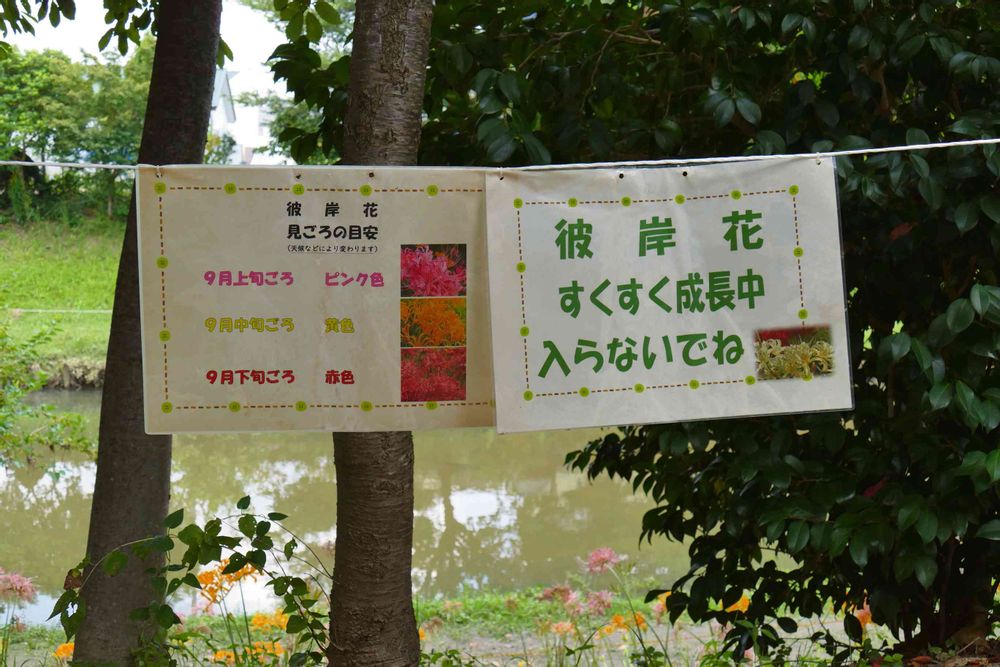 彼岸花
見ごろの目安
(天候などにより変わります)
9月上旬ごろ ピンク色
9月中旬ごろ 黄色
9月下旬ごろ 赤色
彼岸花
すくすく成長中
入らないでね